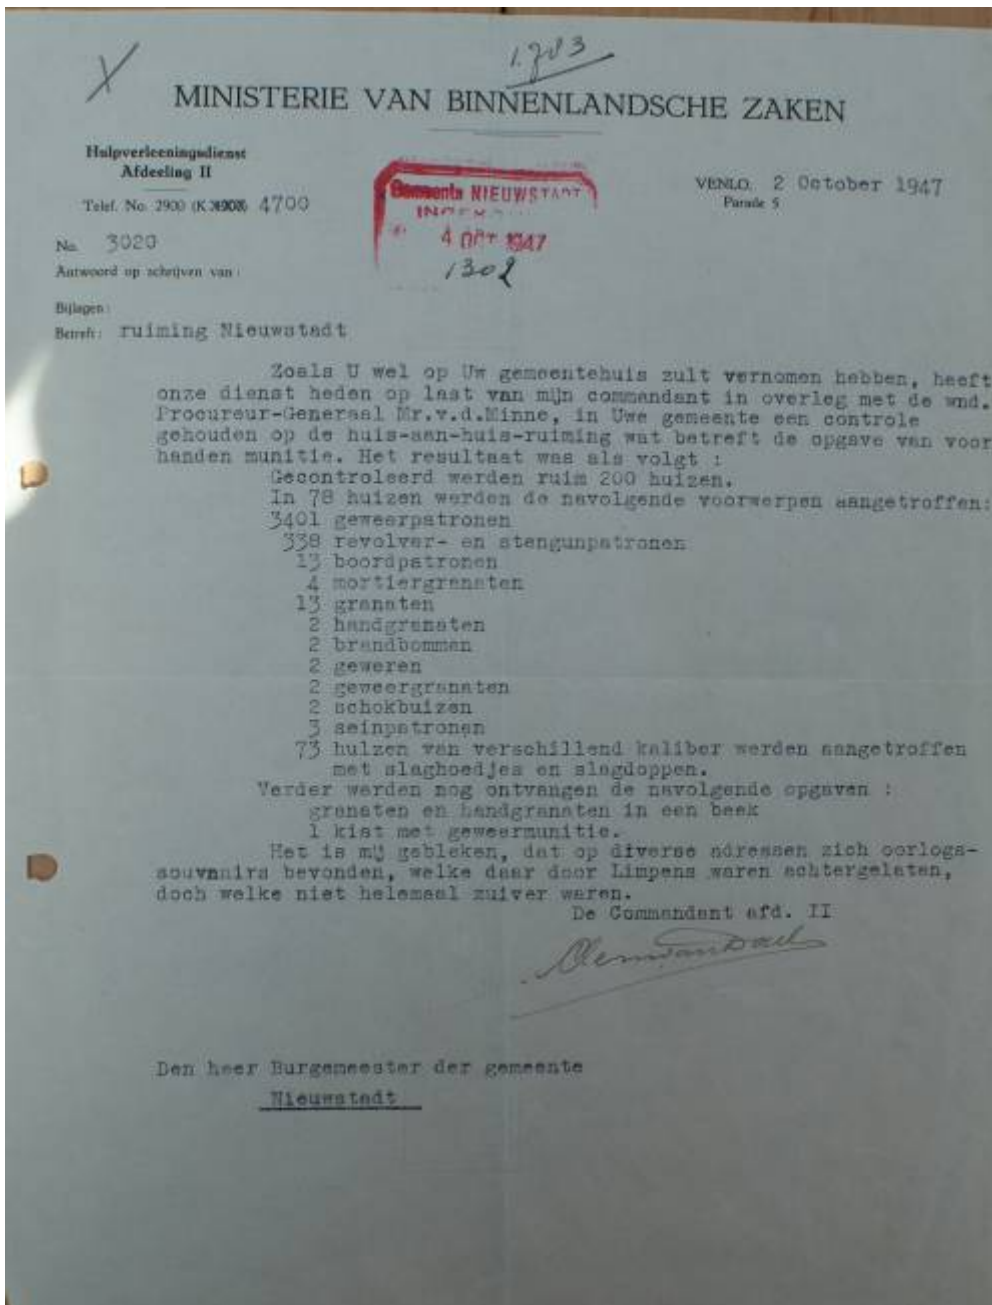 1.783
MINISTERIE VAN BINNENLANDSCHE ZAKEN
Hulpverleeningsdienst
Afdeeling II
Telef. No. 2900 (K 4700
No. 3020
Antwoord op schrijven van:
Bijlagen:
Betreft: ruiming Nieuwstadt
Gemeente NIEUWSTADT
4 OCT 1947
1302
VENLO, 2 October 1947
Parade 5
Zoals U wel op Uw gemeentehuis zult vernomen hebben, heeft
onze dienst heden op last van mijn commandant in overleg met de wnd.
Procureur-Generaal Mr.v.d.Minne, in Uwe gemeente een controle
gehouden op de huis-aan-huis-ruiming wat betreft de opgave van voor
handen munitie. Het resultaat was als volgt :
Gecontroleerd werden ruim 200 huizen.
In 78 huizen werden de navolgende voorwerpen aangetroffen:
3401 geweerpatronen
338 revolver- en stengunpatronen
13 boordpatronen
4 mortiergranaten
13 granaten
2 handgranaten
2 brandbommen
2 geweren
2 geweergranaten
2 schokbuizen
3 seinpatronen
73 hulzen van verschillend kaliber werden aangetroffen
met slaghoedjes en slagdoppen.
Verder werden nog ontvangen de navolgende opgaven :
granaten en handgranaten in een beek
1 kist met geweermunitie.
Het is mij gebleken, dat op diverse adressen zich oorlogs-
souvnairs bevonden, welke daar door Limpens waren achtergelaten,
doch welke niet helemaal zuiver waren.
De Commandant afd. II
Den heer Burgemeester der gemeente
Nieuwstadt